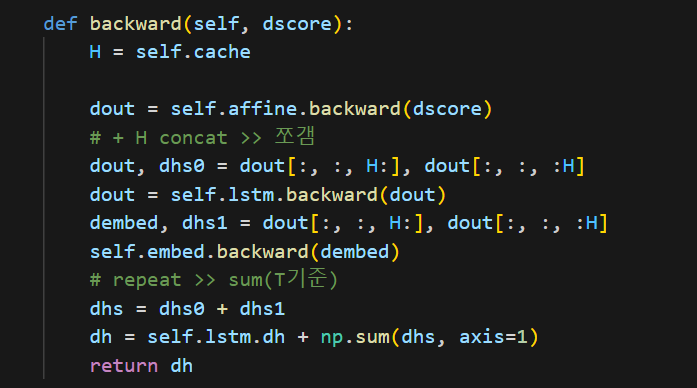 def backward(self, dscore):
    H = self.cache

    dout = self.affine.backward(dscore)
    # + H concat >> 쪼갬
    dout, dhs0 = dout[:, :, H:], dout[:, :, :H]
    dout = self.lstm.backward(dout)
    dembed, dhs1 = dout[:, :, H:], dout[:, :, :H]
    self.embed.backward(dembed)
    # repeat >> sum(T기준)
    dhs = dhs0 + dhs1
    dh = self.lstm.dh + np.sum(dhs, axis=1)
    return dh